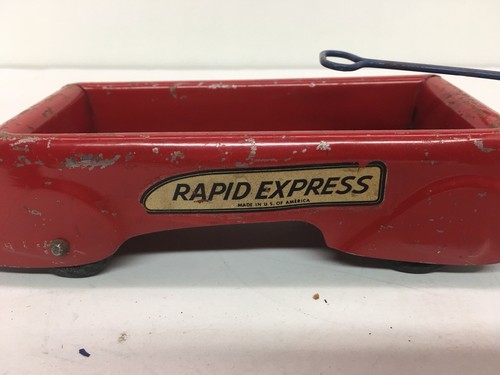 RAPID EXPRESS
MADE IN U.S. OF AMERICA